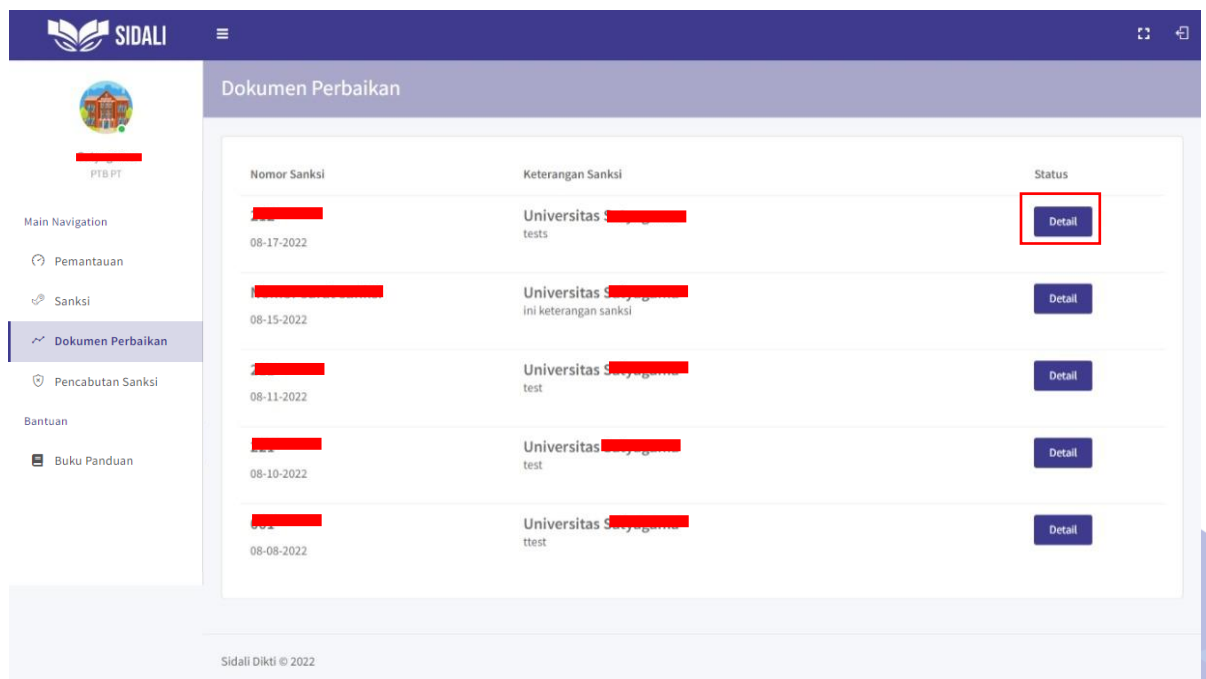 SIDALI
Dokumen Perbaikan
PTB PT
Main Navigation
Pemantauan
Sanksi
Dokumen Perbaikan
Pencabutan Sanksi
Bantuan
Buku Panduan
Nomor Sanksi Keterangan Sanksi Status
Universitas Detail
tests
08-17-2022
Universitas Detail
ini keterangan sanksi
08-15-2022
Universitas Detail
test
08-11-2022
Universitas Detail
test
08-10-2022
Universitas Detail
ttest
08-08-2022
Sidali Dikti © 2022